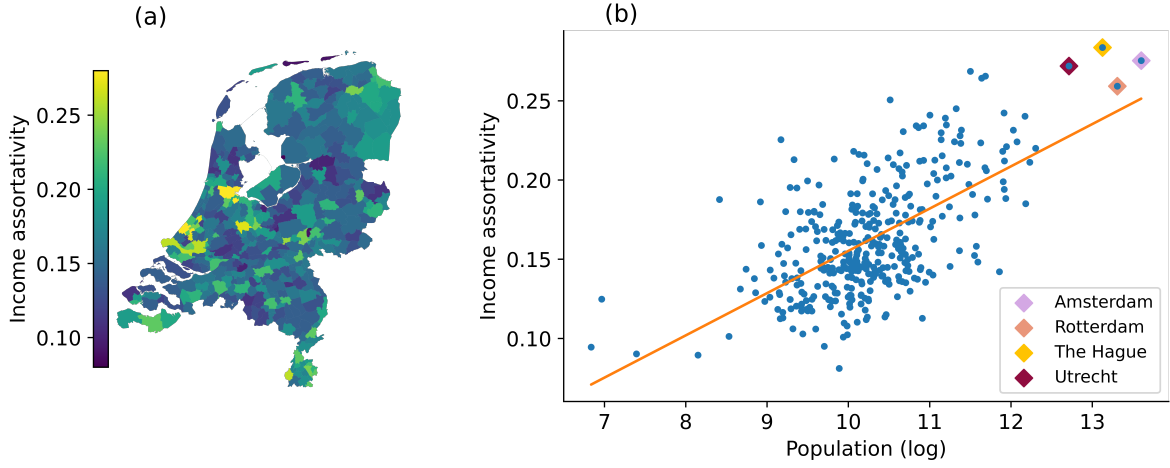 (a)
Income assortativity
0.25
0.20
0.15
0.10
(b)
Income assortativity
0.25
0.20
0.15
0.10
7 8 9 10 11 12 13
Population (log)
Amsterdam
Rotterdam
The Hague
Utrecht